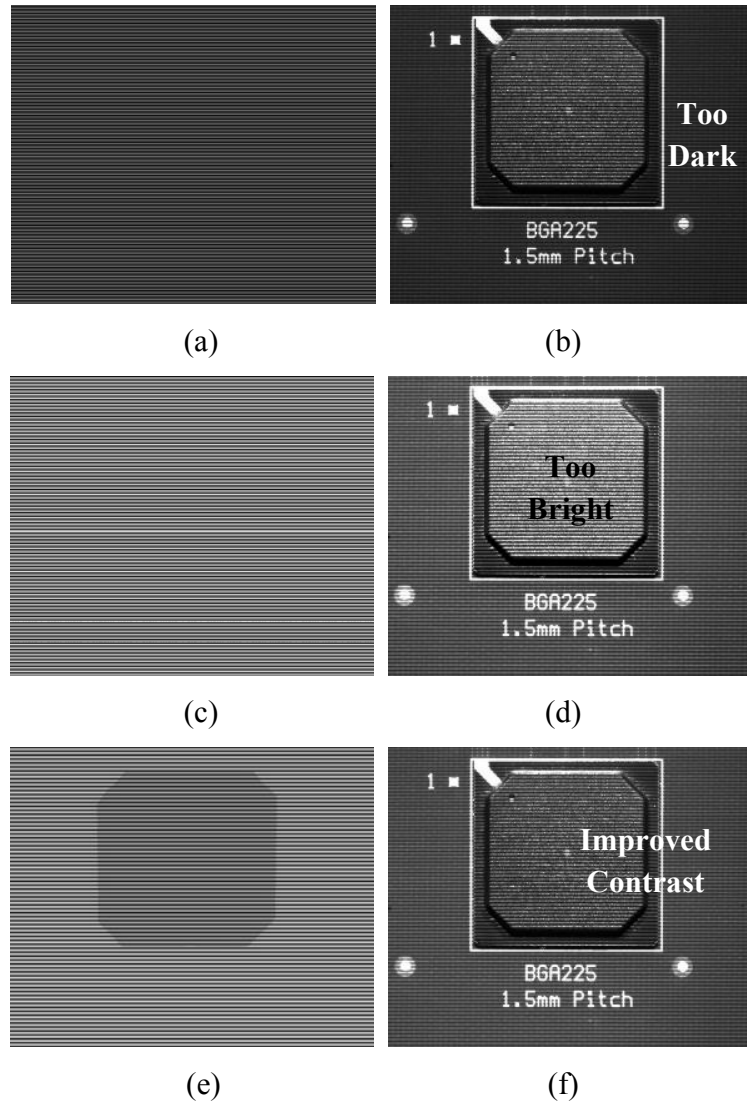 1
Too
Dark
BGA225
1.5mm Pitch
(a)
(b)
1
Too
Bright
BGA225
1.5mm Pitch
(c)
(d)
1
Improved
Contrast
BGA225
1.5mm Pitch
(e)
(f)